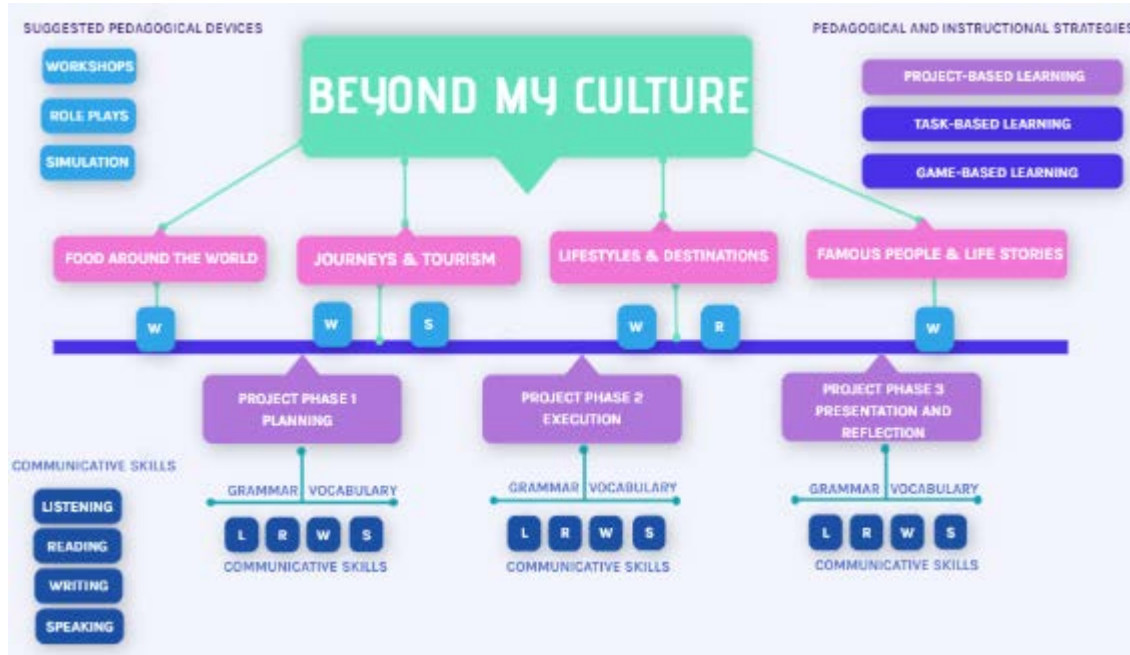 SUGGESTED PEDAGOGICAL DEVICES
WORKSHOPS
ROLE PLAYS
SIMULATION
BEYOND MY CULTURE
PEDAGOGICAL AND INSTRUCTIONAL STRATEGIES
PROJECT-BASED LEARNING
TASK-BASED LEARNING
GAME-BASED LEARNING
FOOD AROUND THE WORLD
JOURNEYS & TOURISM
LIFESTYLES & DESTINATIONS
FAMOUS PEOPLE & LIFE STORIES
W
W
S
W
R
W
PROJECT PHASE 1
PLANNING
PROJECT PHASE 2
EXECUTION
PROJECT PHASE 3
PRESENTATION AND
REFLECTION
COMMUNICATIVE SKILLS
LISTENING
READING
WRITING
SPEAKING
GRAMMAR VOCABULARY
L R W S
COMMUNICATIVE SKILLS
GRAMMAR VOCABULARY
L R W S
COMMUNICATIVE SKILLS
GRAMMAR VOCABULARY
L R W S
COMMUNICATIVE SKILLS